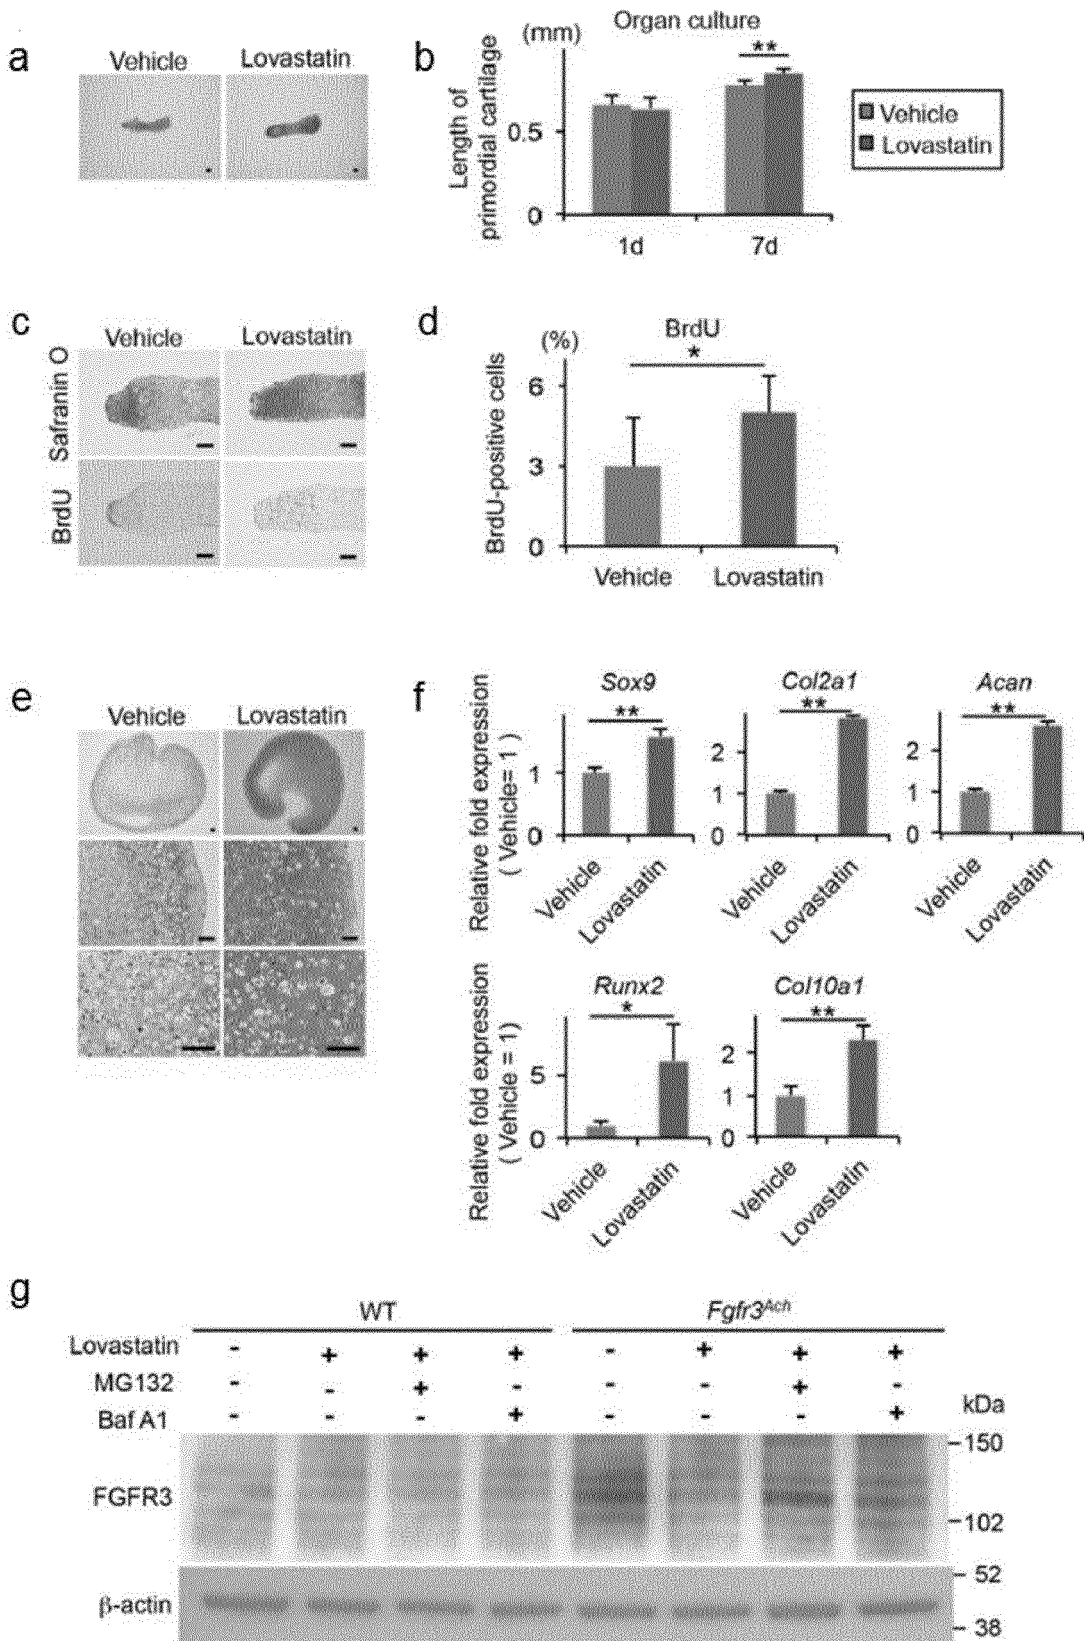 a
Vehicle
Lovastatin
b
Organ culture
(mm)
Length of
primordial cartilage
0.5
0
**
1d
7d
Vehicle
Lovastatin
c
Vehicle
Lovastatin
Safranin O
BrdU
d
BrdU
(%)
BrdU-positive cells
6
3
0
*
Vehicle
Lovastatin
e
Vehicle
Lovastatin
f
Relative fold expression
( Vehicle= 1 )
Sox9
**
1
0
Vehicle
Lovastatin
Col2a1
**
2
1
0
Vehicle
Lovastatin
Acan
**
2
1
0
Vehicle
Lovastatin
Relative fold expression
( Vehicle = 1)
Runx2
*
5
0
Vehicle
Lovastatin
Col10a1
**
2
1
0
Vehicle
Lovastatin
g
WT
Fgfr3Ach
Lovastatin - + + + - + + +
MG132 - - + - - - + -
Baf A1 - - - + - - - +
kDa
FGFR3
150
102
β-actin
52
38